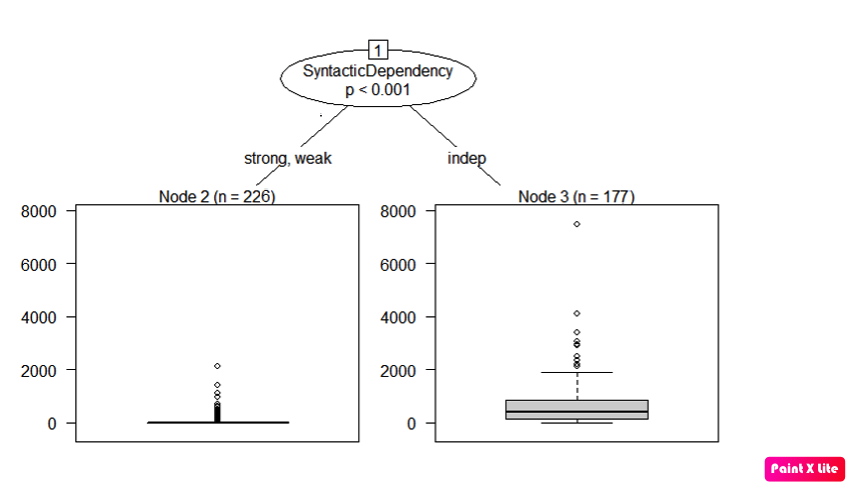 1
SyntacticDependency
p < 0.001
strong, weak
indep
Node 2 (n = 226)
8000
6000
4000
2000
0
Node 3 (n = 177)
8000
6000
4000
2000
0
Paint X Lite